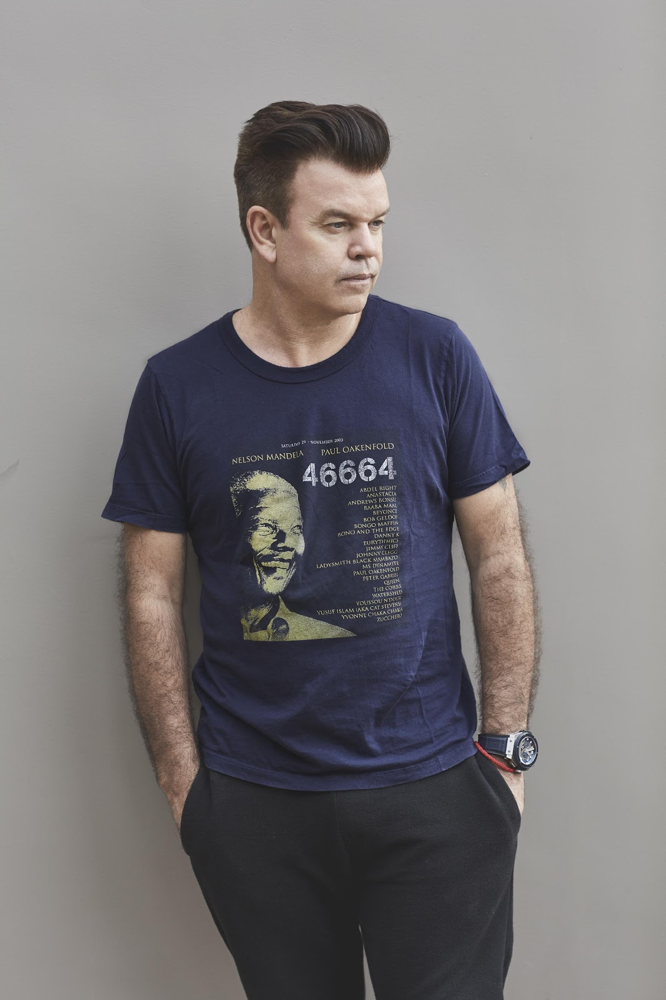 SATURDAY 29 • NOVEMBER 2003
NELSON MANDELA PAUL OAKENFOLD
46664
ABDEL RIGHT
ANASTACIA
ANDREWS BONSU
BAABA MAAL
BEYONCE
BOB GELDOF
BONGO MAFFIN
BONO AND THE EDGE
DANNY K
EURYTHMICS
JIMMY CLIFF
JOHNNY CLEGG
LADYSMITH BLACK MAMBAZO
MS DYNAMITE
PAUL OAKENFOLD
PETER GABRIEL
QUEEN
THE CORRS
WATERSHED
YOUSSOU N'DOUR
YUSUF ISLAM (AKA CAT STEVENS)
YVONNE CHAKA CHAKA
ZUCCHERO